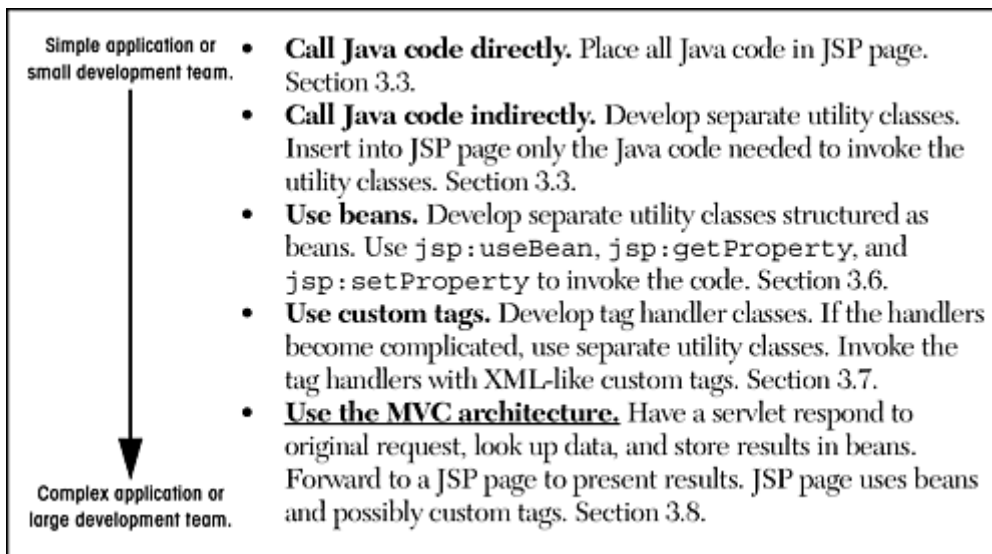 Simple application or
small development team.
• Call Java code directly. Place all Java code in JSP page.
Section 3.3.
• Call Java code indirectly. Develop separate utility classes.
Insert into JSP page only the Java code needed to invoke the
utility classes. Section 3.3.
• Use beans. Develop separate utility classes structured as
beans. Use jsp:useBean, jsp:getProperty, and
jsp:setProperty to invoke the code. Section 3.6.
• Use custom tags. Develop tag handler classes. If the handlers
become complicated, use separate utility classes. Invoke the
tag handlers with XML-like custom tags. Section 3.7.
• Use the MVC architecture. Have a servlet respond to
original request, look up data, and store results in beans.
Forward to a JSP page to present results. JSP page uses beans
and possibly custom tags. Section 3.8.
Complex application or
large development team.